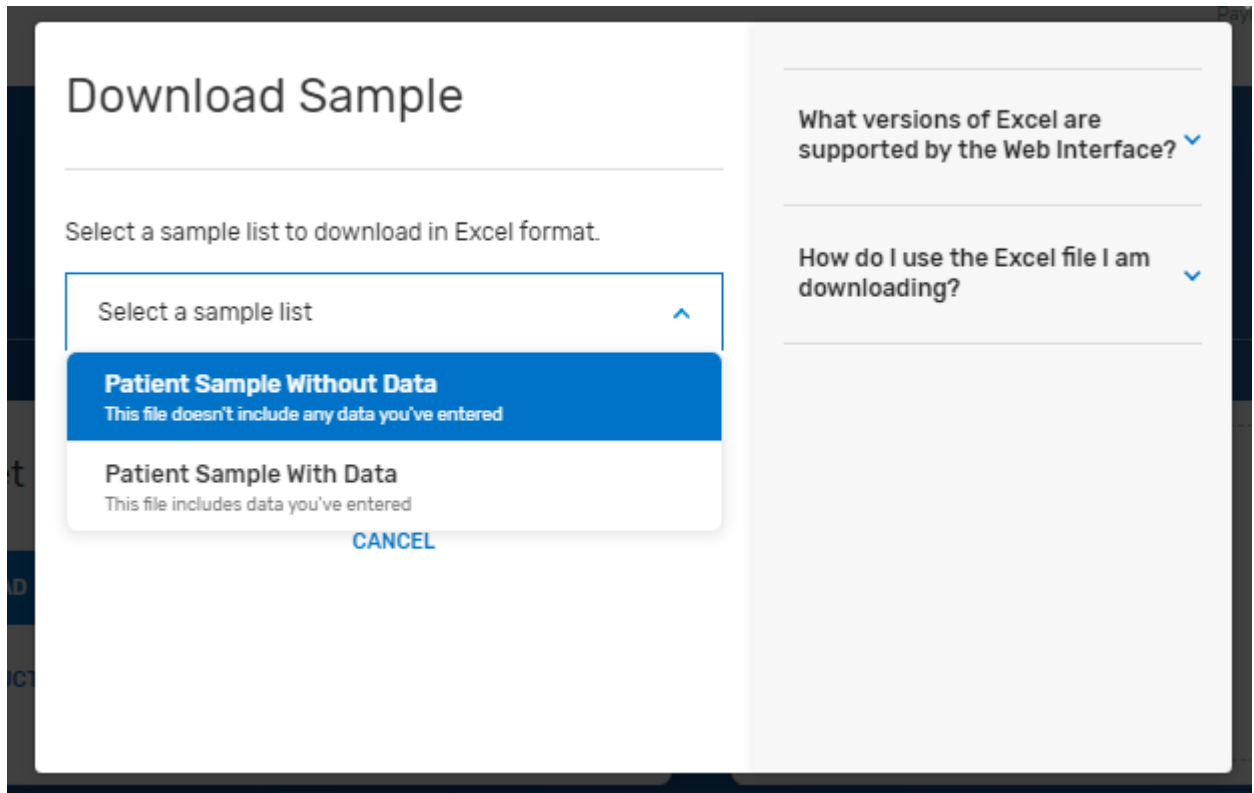 Download Sample
Select a sample list to download in Excel format.
Select a sample list
Patient Sample Without Data
This file doesn't include any data you've entered
Patient Sample With Data
This file includes data you've entered
CANCEL
What versions of Excel are
supported by the Web Interface?
How do I use the Excel file I am
downloading?